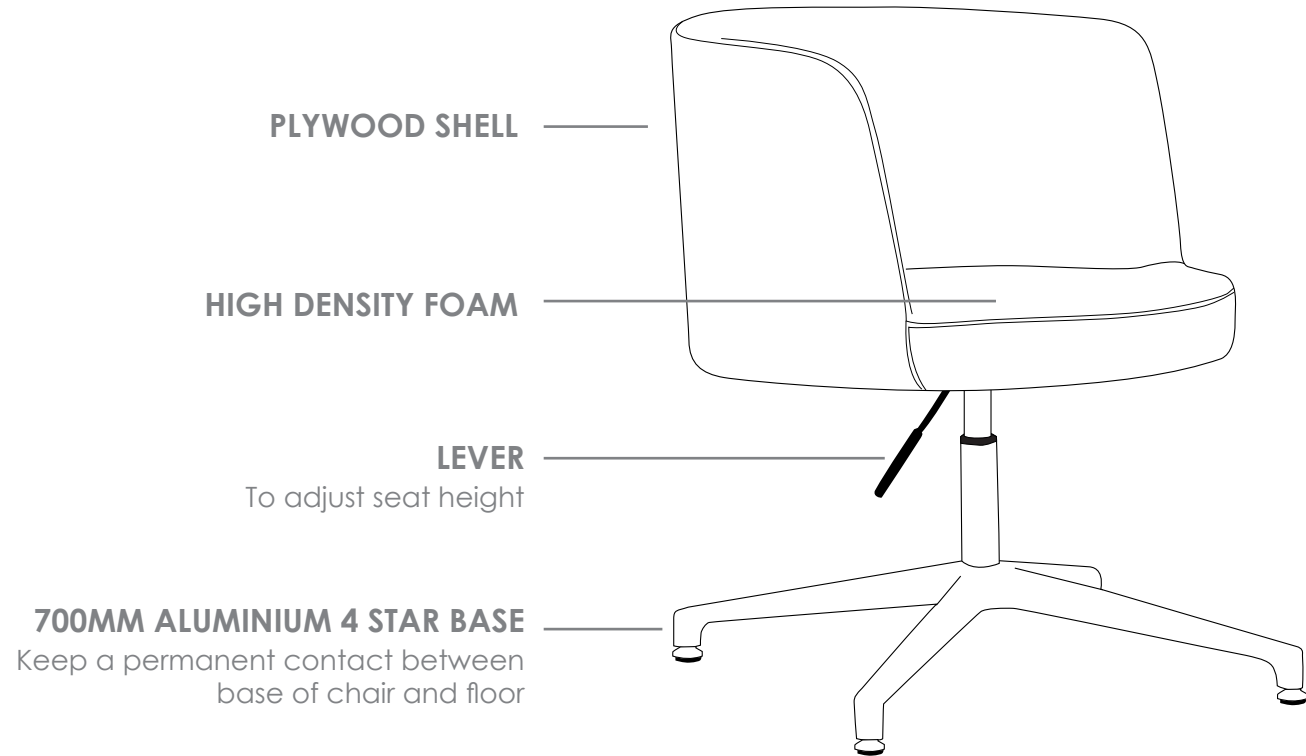 PLYWOOD SHELL
HIGH DENSITY FOAM
LEVER
To adjust seat height
700MM ALUMINIUM 4 STAR BASE
Keep a permanent contact between
base of chair and floor